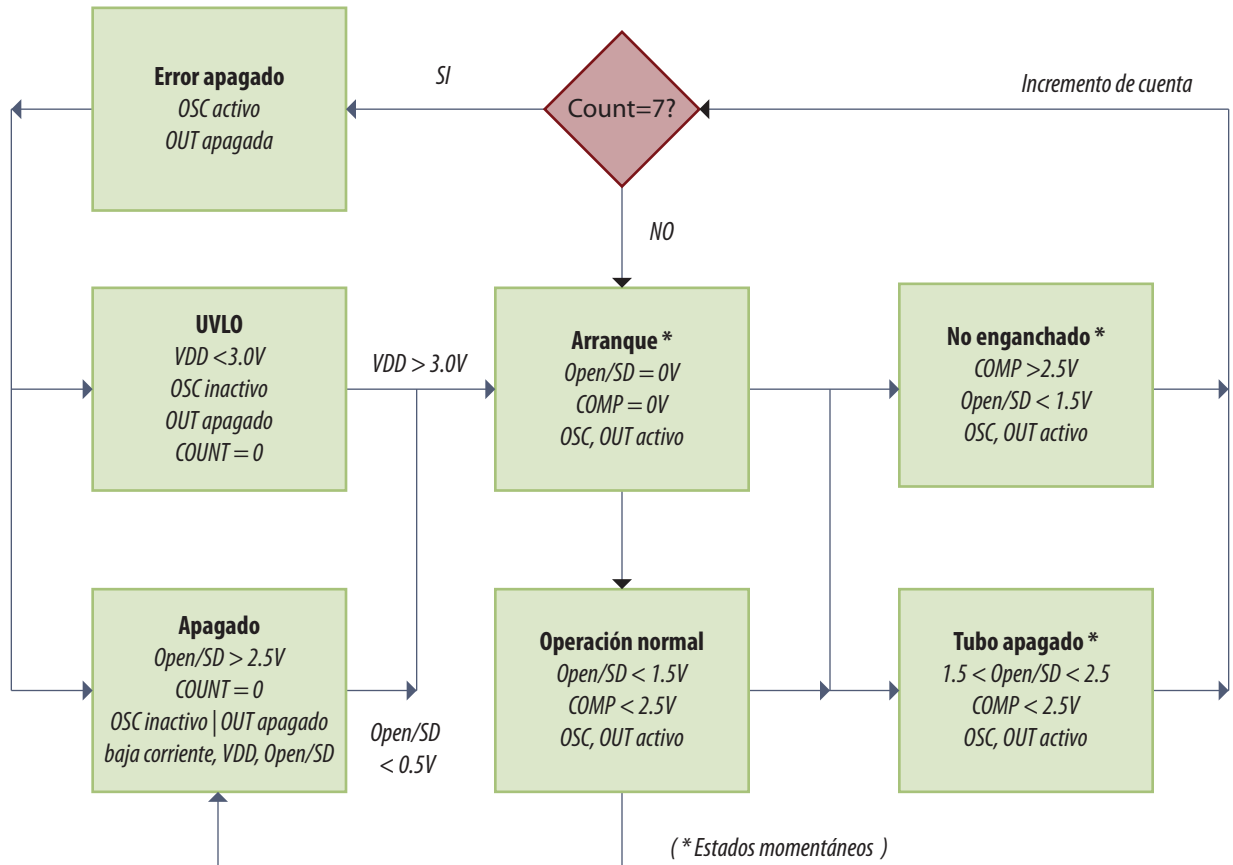 Error apagado
OSC activo
OUT apagada
SI
Count=7?
Incremento de cuenta
NO
UVLO
VDD <3.0V
OSC inactivo
OUT apagado
COUNT = 0
VDD > 3.0V
Arranque *
Open/SD = 0V
COMP = 0V
OSC, OUT activo
No enganchado *
COMP >2.5V
Open/SD < 1.5V
OSC, OUT activo
Apagado
Open/SD > 2.5V
COUNT = 0
OSC inactivo | OUT apagado
baja corriente, VDD, Open/SD
Open/SD
< 0.5V
Operación normal
Open/SD < 1.5V
COMP < 2.5V
OSC, OUT activo
Tubo apagado *
1.5 < Open/SD < 2.5
COMP < 2.5V
OSC, OUT activo
( * Estados momentáneos )